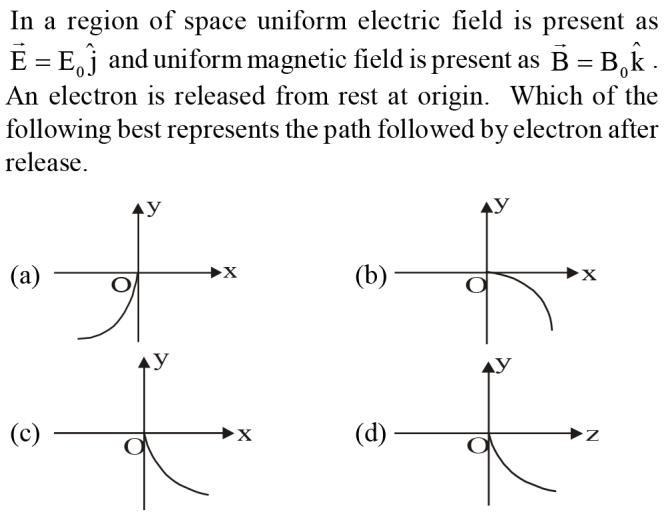 In a region of space uniform electric field is present as
E⃗ = E₀ĵ and uniform magnetic field is present as B⃗ = B₀k̂ .
An electron is released from rest at origin. Which of the
following best represents the path followed by electron after
release.
y
(a) O x
y
(b) O x
y
(c) O x
y
(d) O z